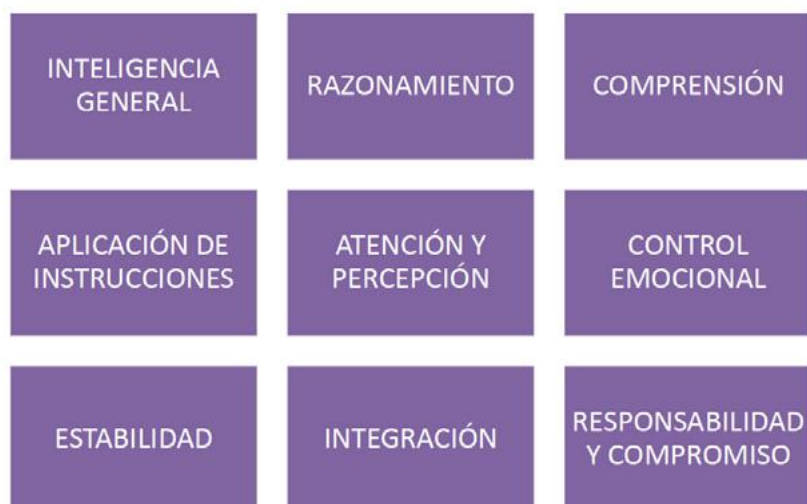 INTELIGENCIA
GENERAL
RAZONAMIENTO
COMPRENSIÓN
APLICACIÓN DE
INSTRUCCIONES
ATENCIÓN Y
PERCEPCIÓN
CONTROL
EMOCIONAL
ESTABILIDAD
INTEGRACIÓN
RESPONSABILIDAD
Y COMPROMISO